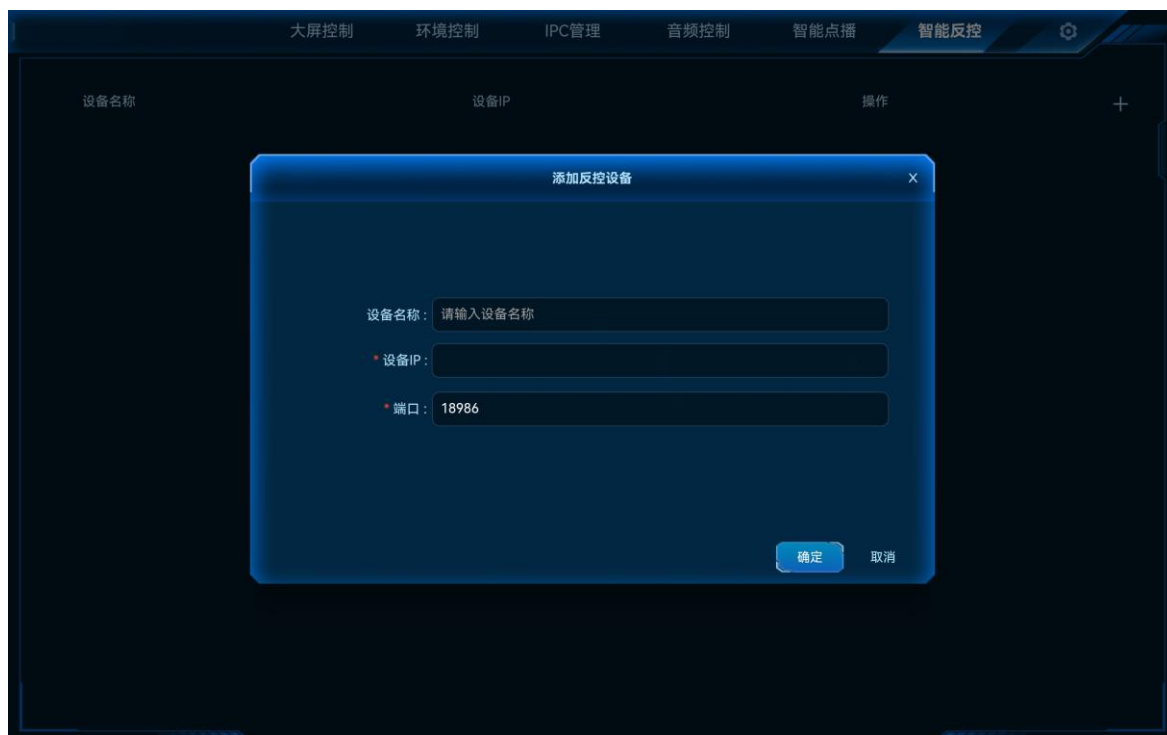 大屏控制 环境控制 IPC管理 音频控制 智能点播 智能反控
设备名称 设备IP 操作 +
添加反控设备 X
设备名称: 请输入设备名称
* 设备IP:
* 端口: 18986
确定 取消